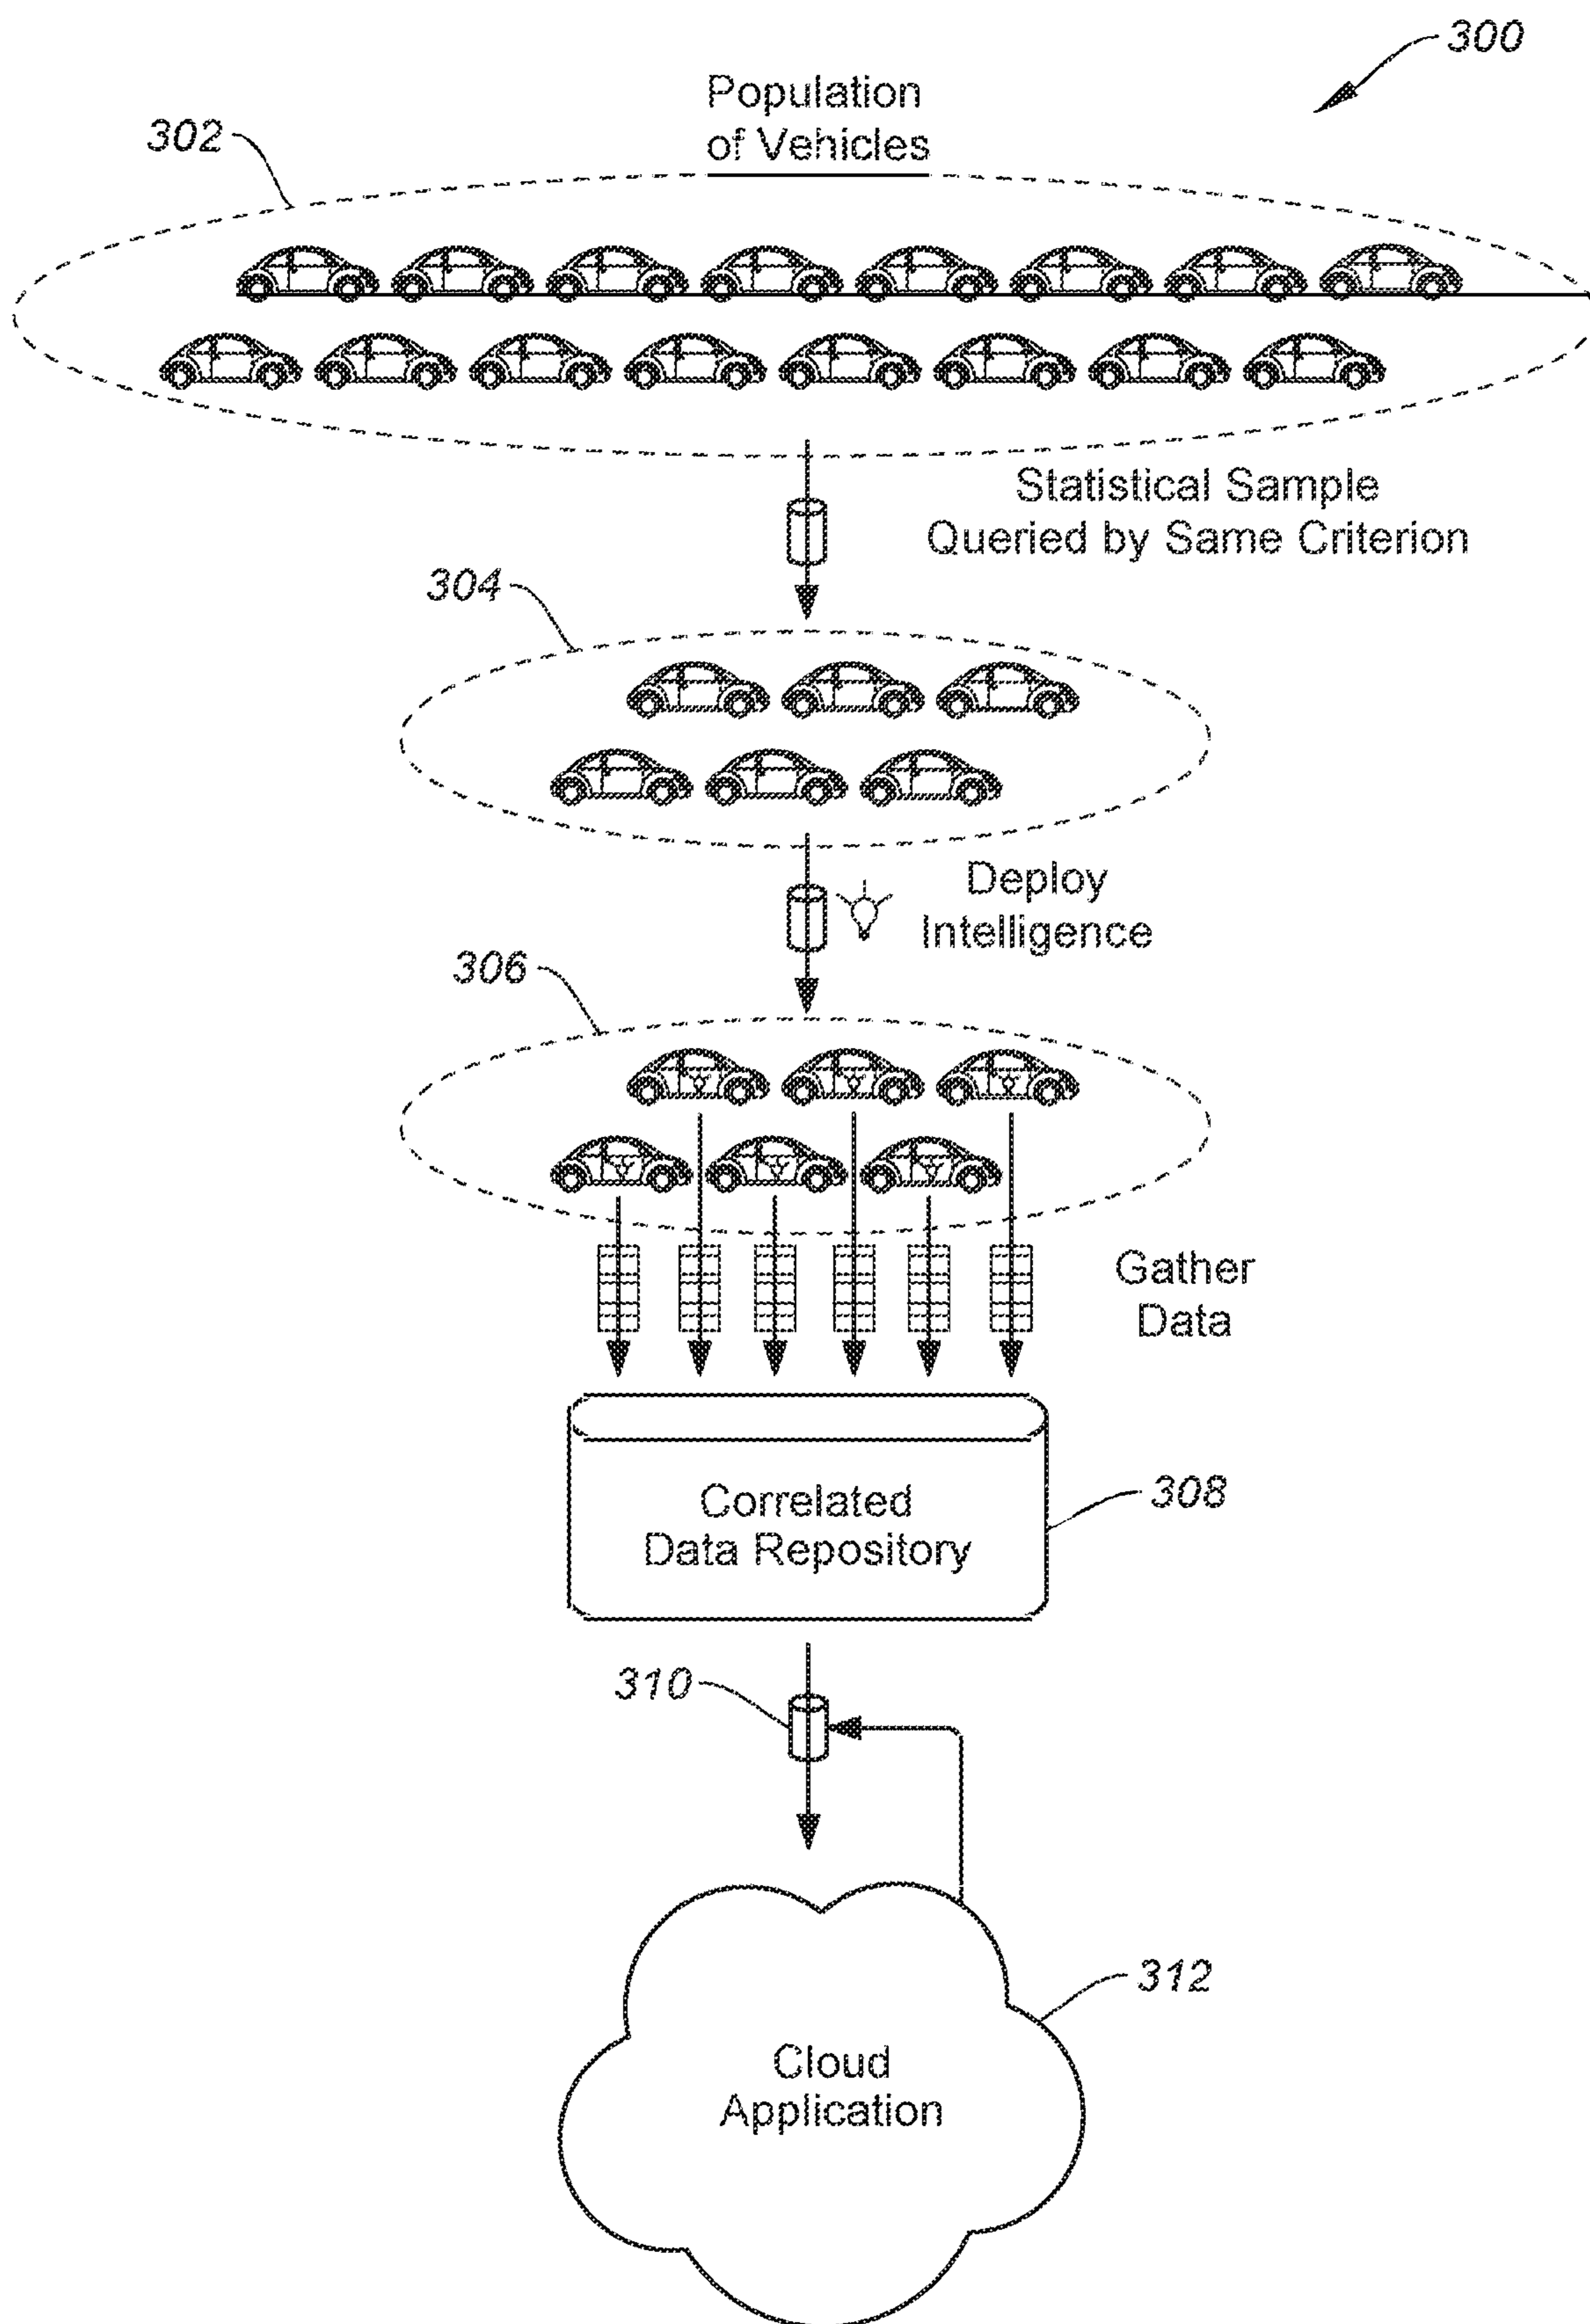 300
Population
of Vehicles
302
Statistical Sample
Queried by Same Criterion
304
Deploy
Intelligence
306
Gather
Data
Correlated
Data Repository
308
310
312
Cloud
Application